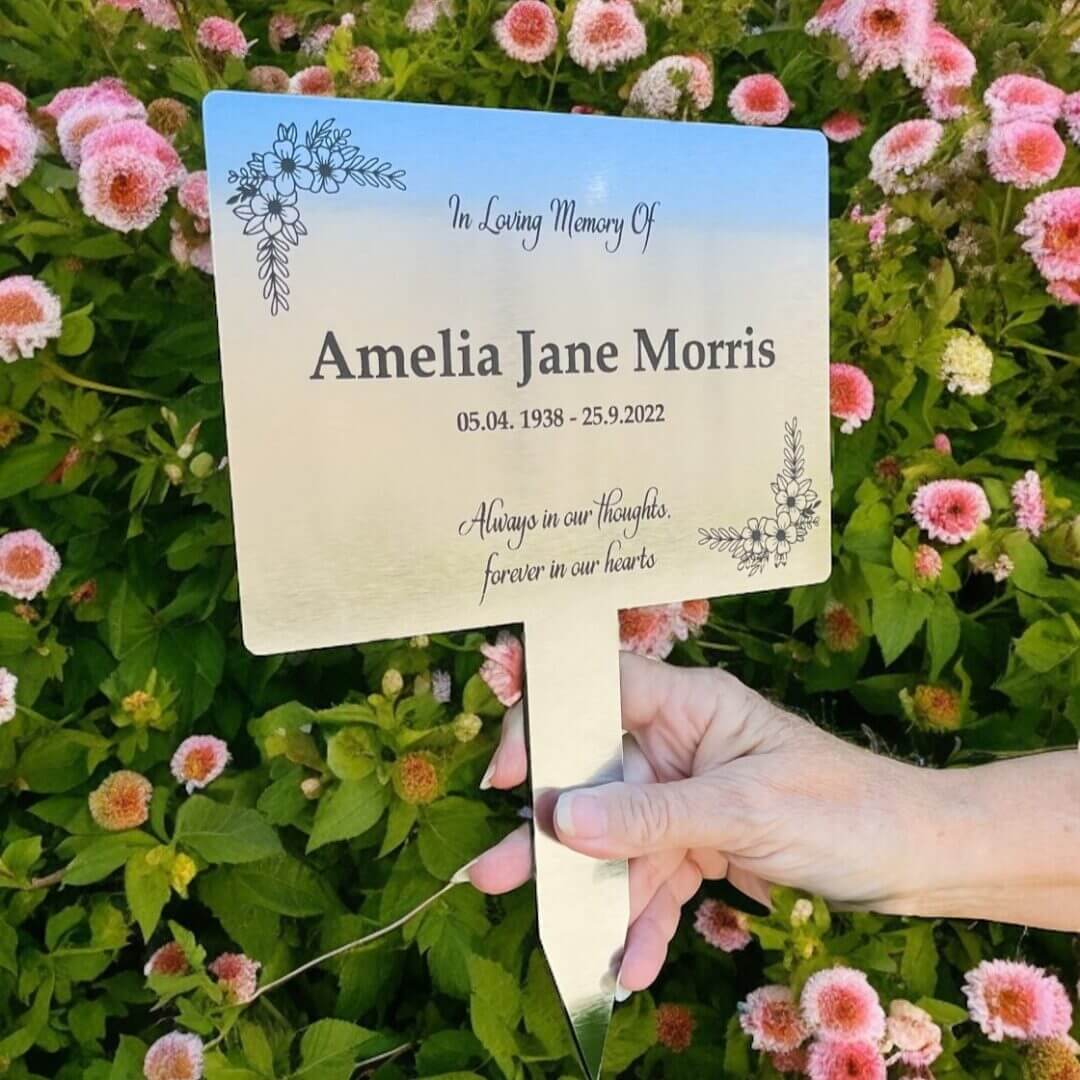 In Loving Memory Of
Amelia Jane Morris
05.04. 1938 - 25.9.2022
Always in our thoughts,
forever in our hearts